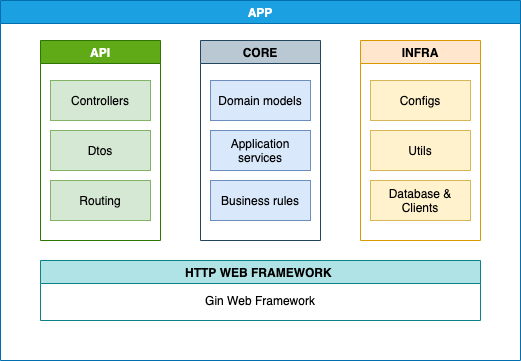 APP
API
Controllers
Dtos
Routing
CORE
Domain models
Application
services
Business rules
INFRA
Configs
Utils
Database &
Clients
HTTP WEB FRAMEWORK
Gin Web Framework